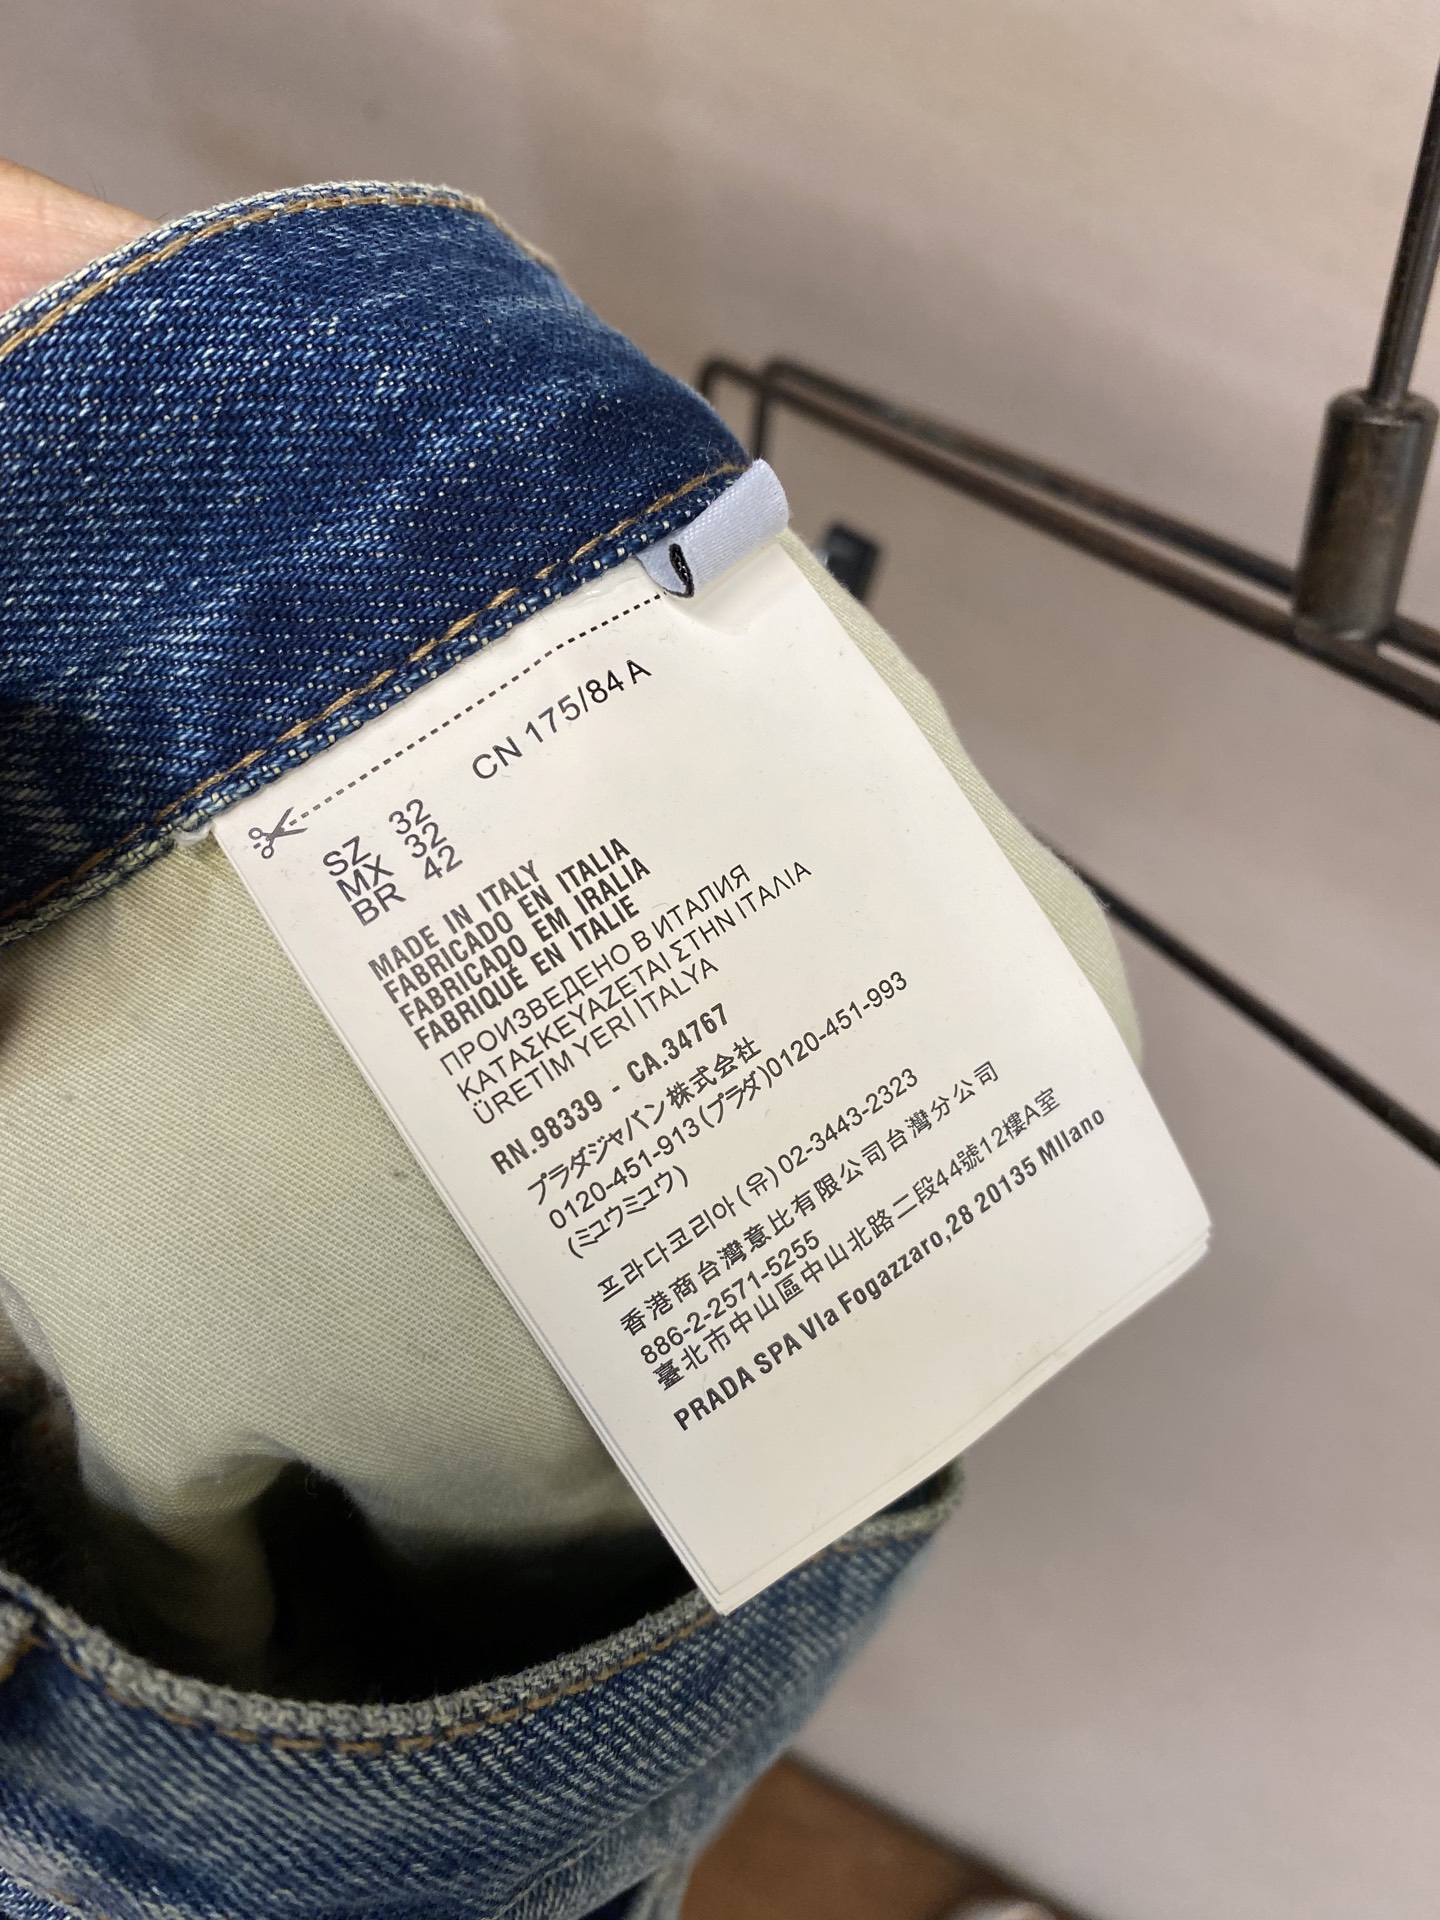 CN 175/84 A
SZ 32
MX 32
BR 42
MADE IN ITALY
FABRICADO EN ITALIA
FABRICADO EM IRALIA
FABRIQUÉ EN ITALIE
ПРОИЗВЕДЕНО В ИТАЛИЯ
ΚΑΤΑΣΚΕΥΑΖΕΤΑΙ ΣΤΗΝ ΙΤΑΛΙΑ
ÜRETİM YERİ İTALYA
RN.98339 - CA.34767
プラダジャパン株式会社
0120-451-913(プラダ)0120-451-993
(ミユウミユウ)
프라다코리아(유)02-3443-2323
香港商台灣意比有限公司台灣分公司
886-2-2571-5255
臺北市中山區中山北路二段44號12樓A室
PRADA SPA VIa Fogazzaro,28 20135 MIlano